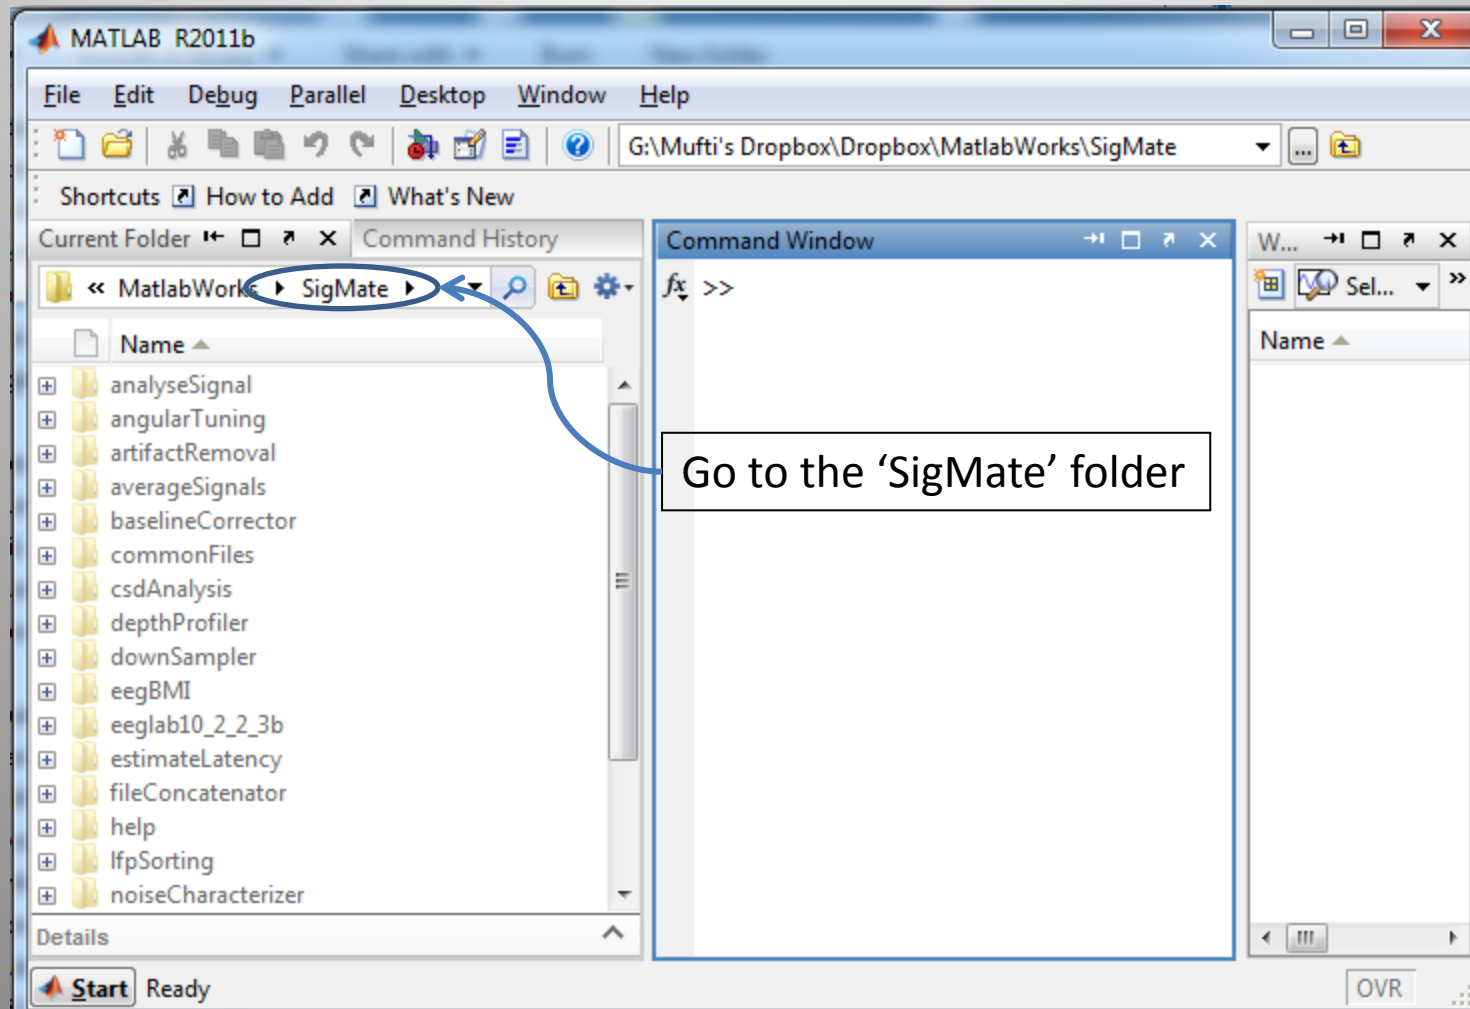 MATLAB R2011b
File Edit Debug Parallel Desktop Window Help
G:\Mufti's Dropbox\Dropbox\MatlabWorks\SigMate ...
Shortcuts How to Add What's New
Current Folder Command History
« MatlabWorks SigMate
Name
analyseSignal
angularTuning
artifactRemoval
averageSignals
baselineCorrector
commonFiles
csdAnalysis
depthProfiler
downSampler
eegBMI
eeglab10_2_2_3b
estimateLatency
fileConcatenator
help
lfpSorting
noiseCharacterizer
Details
Command Window
fx >>
Go to the ‘SigMate’ folder
W...
Sel... »
Name
Start Ready
OVR